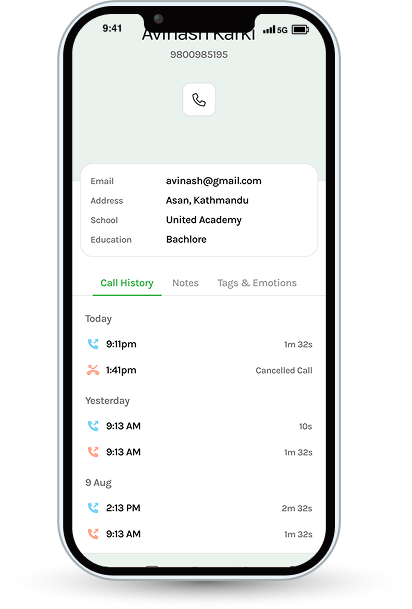 9:41
5G
Avinash Karki
9800985195
Email avinash@gmail.com
Address Asan, Kathmandu
School United Academy
Education Bachlore
Call History Notes Tags & Emotions
Today
9:11pm 1m 32s
1:41pm Cancelled Call
Yesterday
9:13 AM 10s
9:13 AM 1m 32s
9 Aug
2:13 PM 2m 32s
9:13 AM 1m 32s